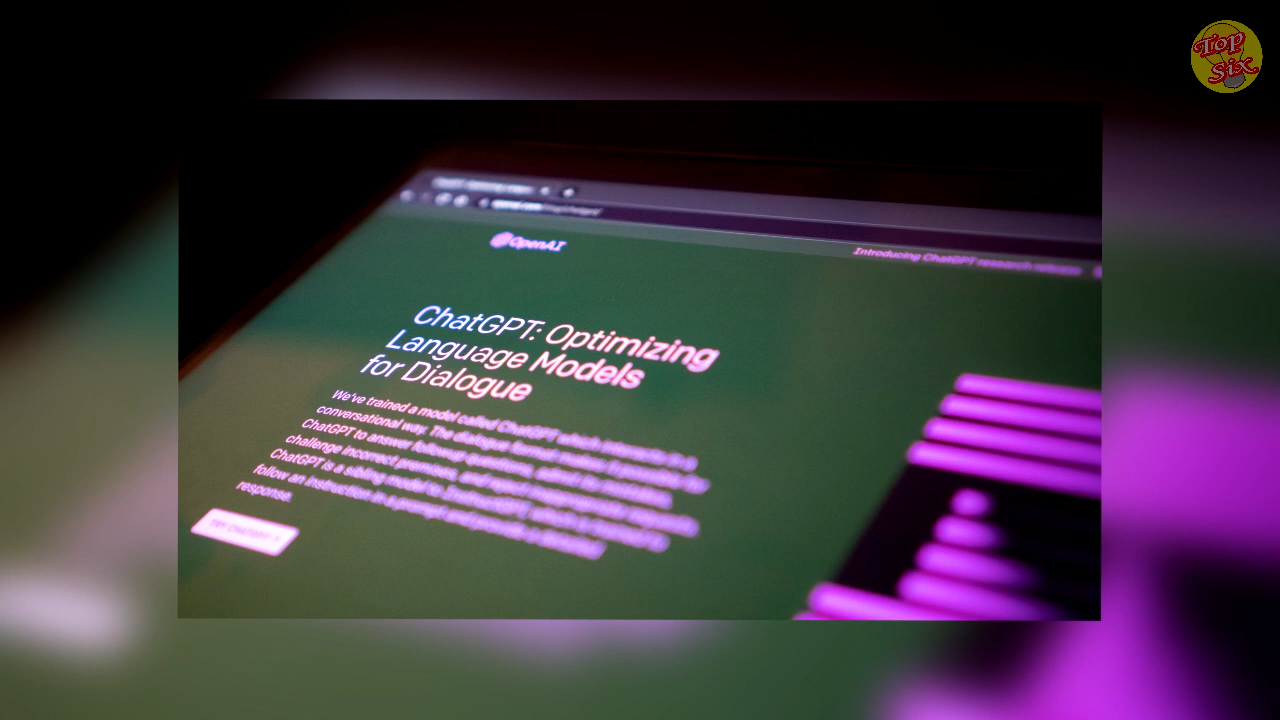 Top
Six
OpenAI
Introducing ChatGPT research release
ChatGPT: Optimizing
Language Models
for Dialogue
We've trained a model called ChatGPT which interacts in a
conversational way. The dialogue format makes it possible for
ChatGPT to answer followup questions, admit its mistakes,
challenge incorrect premises, and reject inappropriate requests.
ChatGPT is a sibling model to InstructGPT, which is trained to
follow an instruction in a prompt and provide a detailed
response.
TRY CHATGPT